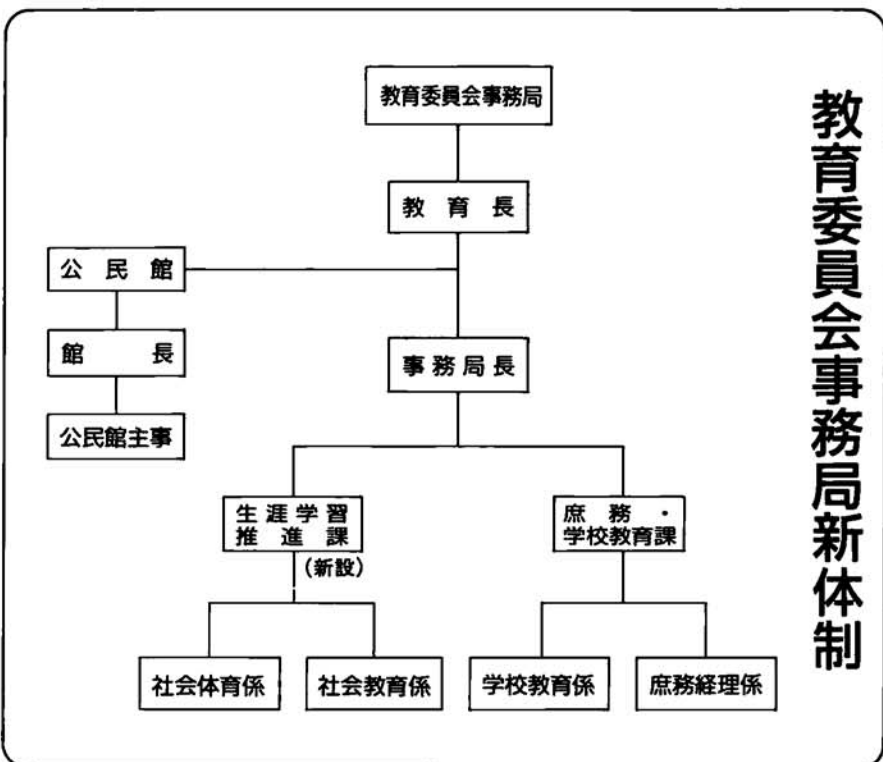 教育委員会事務局新体制
教育委員会事務局
教育長
公民館
館長
公民館主事
事務局長
生涯学習
推進課
(新設)
庶務・
学校教育課
社会体育係
社会教育係
学校教育係
庶務経理係